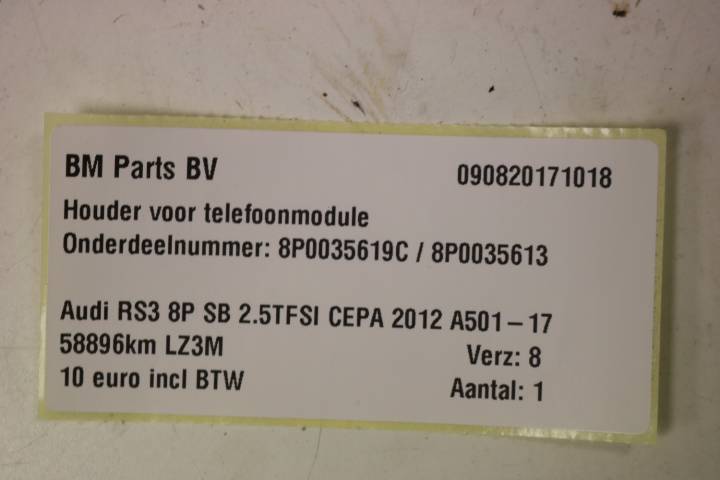 BM Parts BV 090820171018
Houder voor telefoonmodule
Onderdeelnummer: 8P0035619C / 8P0035613
Audi RS3 8P SB 2.5TFSI CEPA 2012 A501-17
58896km LZ3M Verz: 8
10 euro incl BTW Aantal: 1